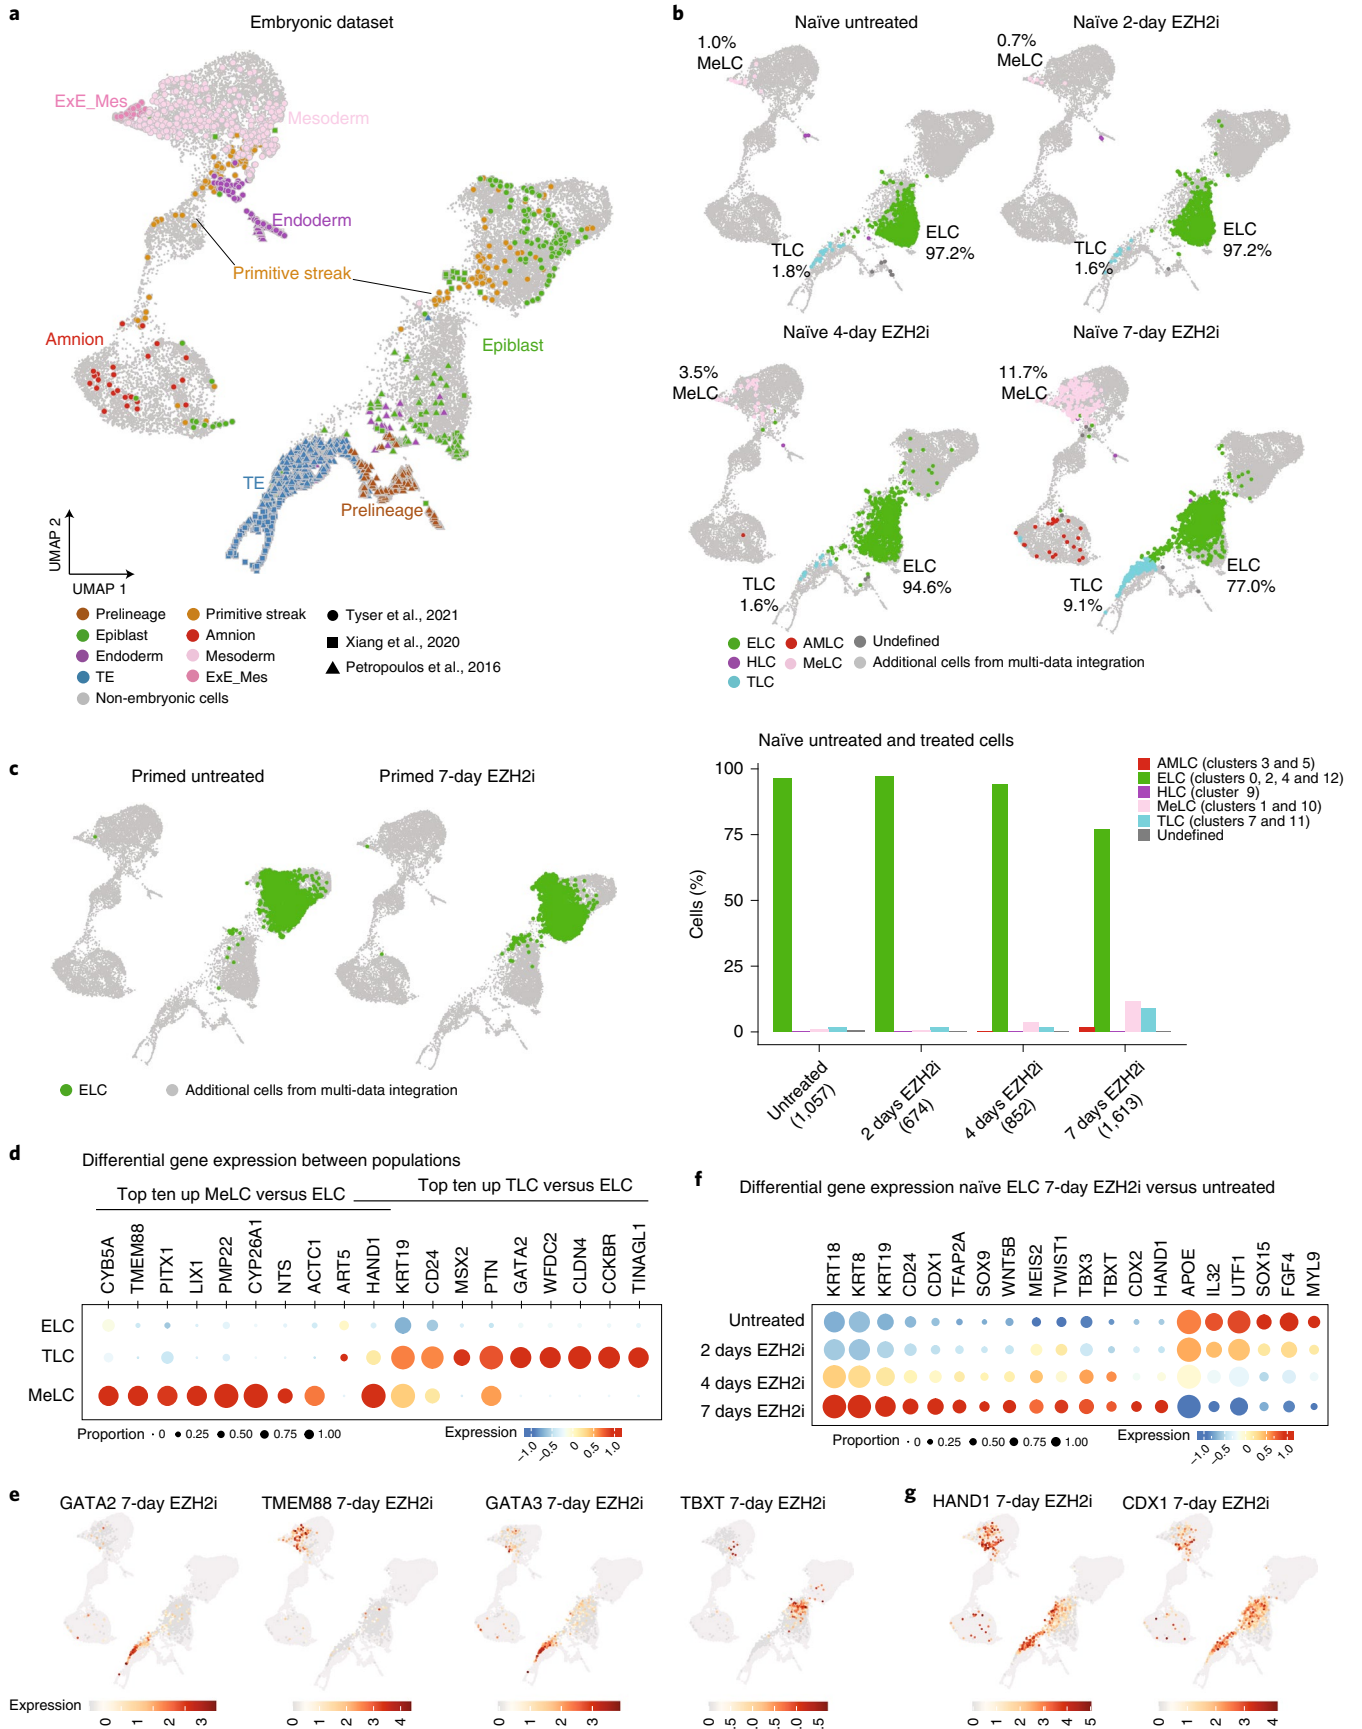 a
Embryonic dataset
ExE_Mes
Mesoderm
Endoderm
Primitive streak
Amnion
Epiblast
TE
Prelineage
UMAP 2
UMAP 1
Prelineage
Epiblast
Endoderm
TE
Non-embryonic cells
Primitive streak
Amnion
Mesoderm
ExE_Mes
Tyser et al., 2021
Xiang et al., 2020
Petropoulos et al., 2016
b
Naïve untreated
1.0%
MeLC
TLC
1.8%
ELC
97.2%
Naïve 2-day EZH2i
0.7%
MeLC
TLC
1.6%
ELC
97.2%
Naïve 4-day EZH2i
3.5%
MeLC
TLC
1.6%
ELC
94.6%
Naïve 7-day EZH2i
11.7%
MeLC
TLC
9.1%
ELC
77.0%
ELC
HLC
TLC
AMLC
MeLC
Undefined
Additional cells from multi-data integration
Naïve untreated and treated cells
Cells (%)
100
75
50
25
0
Untreated
(1,057)
2 days EZH2i
(674)
4 days EZH2i
(852)
7 days EZH2i
(1,613)
AMLC (clusters 3 and 5)
ELC (clusters 0, 2, 4 and 12)
HLC (cluster 9)
MeLC (clusters 1 and 10)
TLC (clusters 7 and 11)
Undefined
c
Primed untreated
Primed 7-day EZH2i
ELC
Additional cells from multi-data integration
d
Differential gene expression between populations
Top ten up MeLC versus ELC
Top ten up TLC versus ELC
CYB5A
TMEM88
PITX1
LIX1
PMP22
CYP26A1
NTS
ACTC1
ART5
HAND1
KRT19
CD24
MSX2
PTN
GATA2
WFDC2
CLDN4
CCKBR
TINAGL1
ELC
TLC
MeLC
Proportion 0 0.25 0.50 0.75 1.00
Expression
-1.0 -0.5 0 0.5 1.0
f
Differential gene expression naïve ELC 7-day EZH2i versus untreated
KRT18
KRT8
KRT19
CD24
CDX1
TFAP2A
SOX9
WNT5B
MEIS2
TWIST1
TBX3
TBXT
CDX2
HAND1
APOE
IL32
UTF1
SOX15
FGF4
MYL9
Untreated
2 days EZH2i
4 days EZH2i
7 days EZH2i
Proportion 0 0.25 0.50 0.75 1.00
Expression
-1.0 -0.5 0 0.5 1.0
e
GATA2 7-day EZH2i
TMEM88 7-day EZH2i
GATA3 7-day EZH2i
TBXT 7-day EZH2i
Expression
0 1 2 3
0 1 2 3 4
0 1 2 3
0 .5 .0 .5
g
HAND1 7-day EZH2i
CDX1 7-day EZH2i
0 1 2 3 4 5
0 1 2 3 4